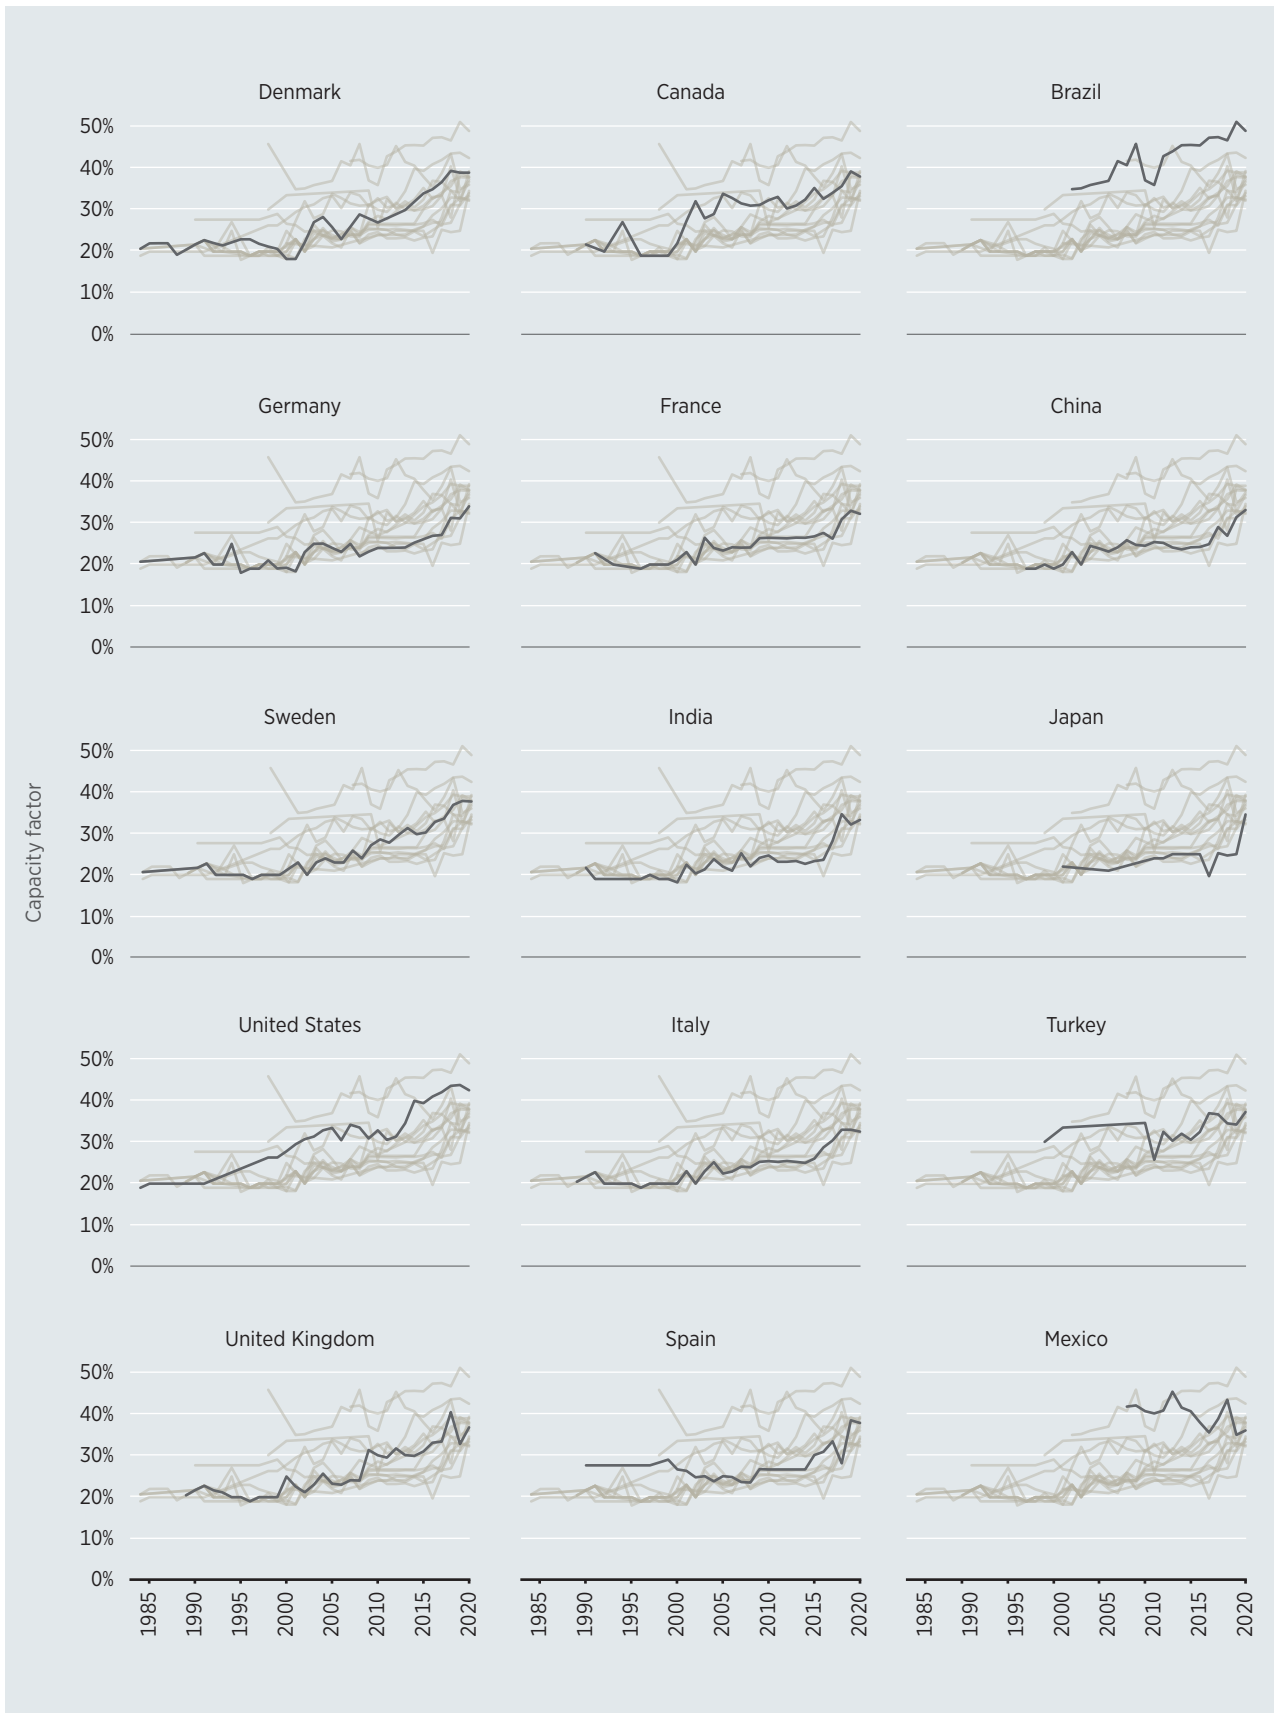 Denmark
Canada
Brazil
50%
40%
30%
20%
10%
0%
Germany
France
China
50%
40%
30%
20%
10%
0%
Sweden
India
Japan
50%
40%
30%
20%
10%
0%
Capacity factor
United States
Italy
Turkey
50%
40%
30%
20%
10%
0%
United Kingdom
Spain
Mexico
50%
40%
30%
20%
10%
0%
1985 1990 1995 2000 2005 2010 2015 2020
1985 1990 1995 2000 2005 2010 2015 2020
1985 1990 1995 2000 2005 2010 2015 2020